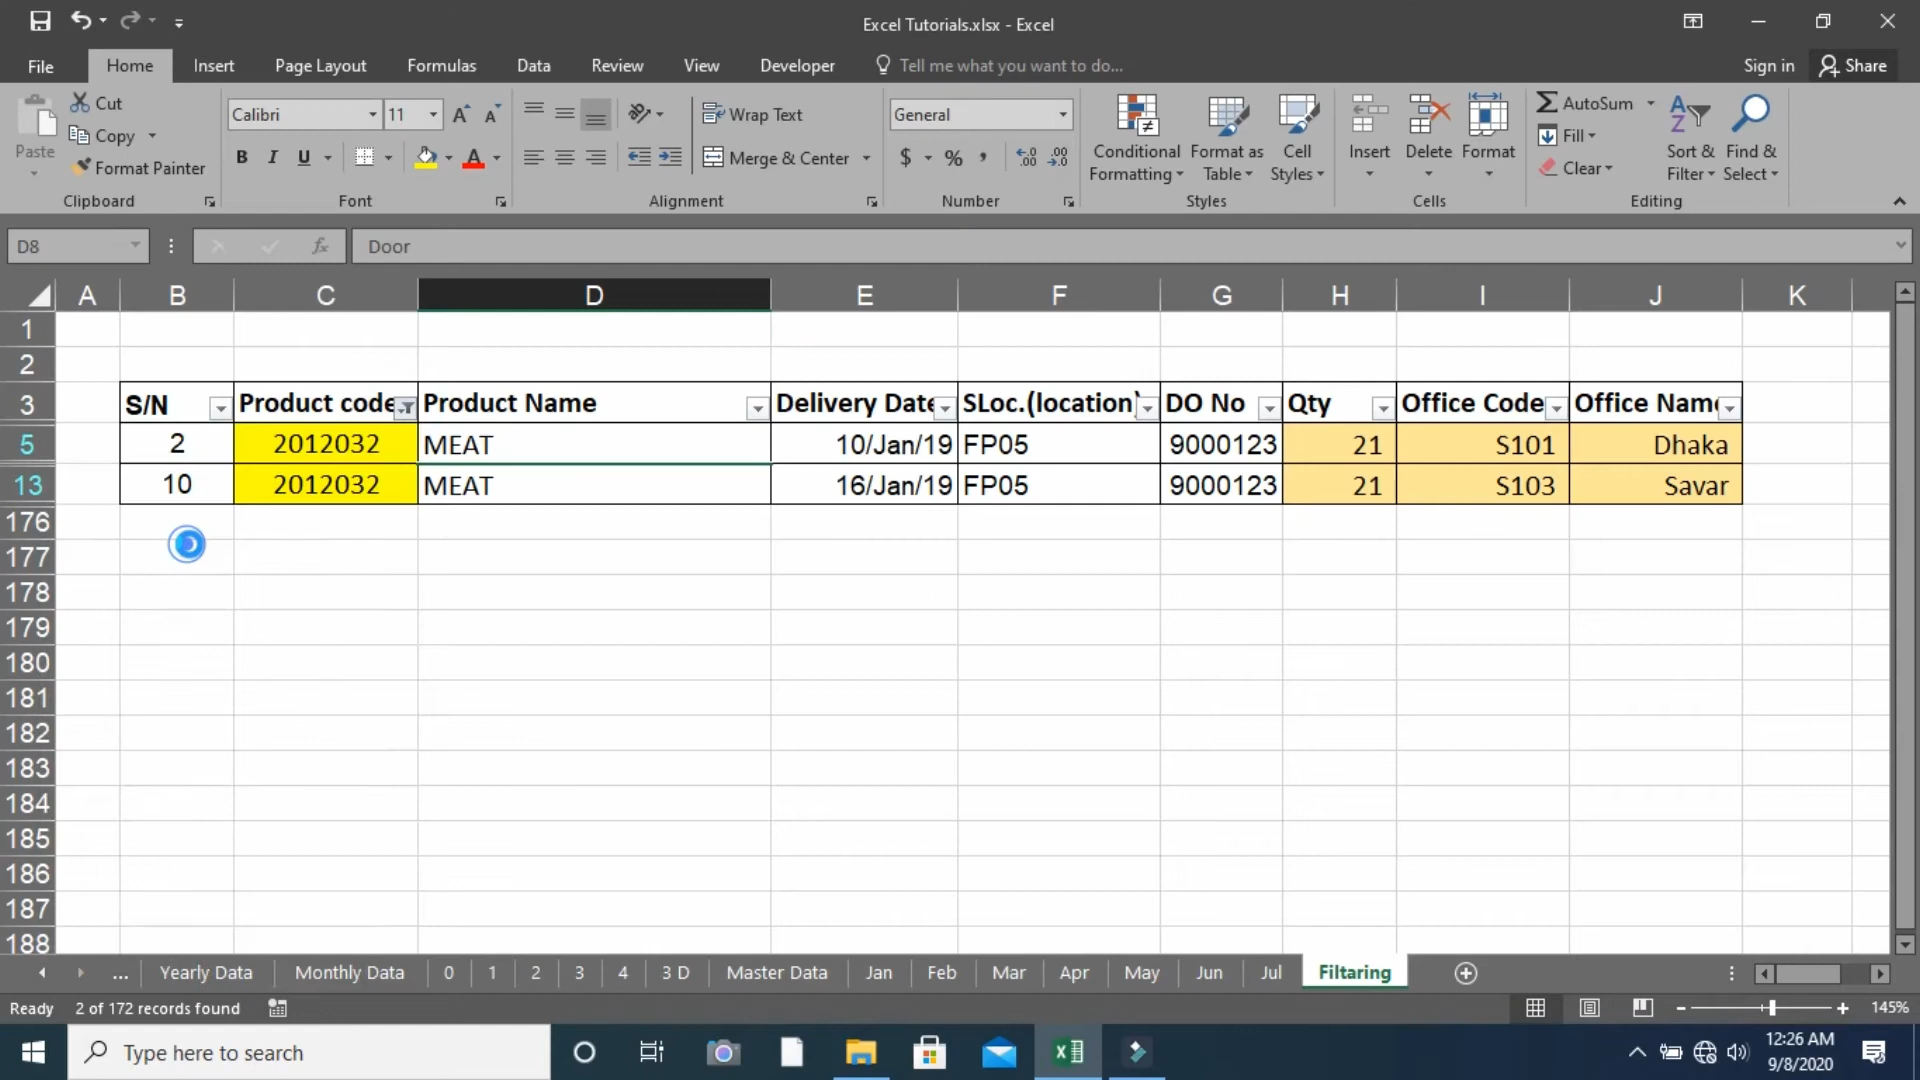 Excel Tutorials.xlsx - Excel
File Home Insert Page Layout Formulas Data Review View Developer Tell me what you want to do... Sign in Share
Cut
Copy
Format Painter
Paste
Clipboard
Calibri 11
B I U
Font
Wrap Text
Merge & Center
Alignment
General
$ % ,
Number
Conditional Formatting
Format as Table
Cell Styles
Styles
Insert
Delete
Format
Cells
AutoSum
Fill
Clear
Sort & Filter
Find & Select
Editing
D8 fx Door
A B C D E F G H I J K
1
2
3 S/N Product code Product Name Delivery Date SLoc.(location) DO No Qty Office Code Office Nam
5 2 2012032 MEAT 10/Jan/19 FP05 9000123 21 S101 Dhaka
13 10 2012032 MEAT 16/Jan/19 FP05 9000123 21 S103 Savar
176
177
178
179
180
181
182
183
184
185
186
187
188
... Yearly Data Monthly Data 0 1 2 3 4 3 D Master Data Jan Feb Mar Apr May Jun Jul Filtaring
Ready 2 of 172 records found 145%
Type here to search
12:26 AM
9/8/2020